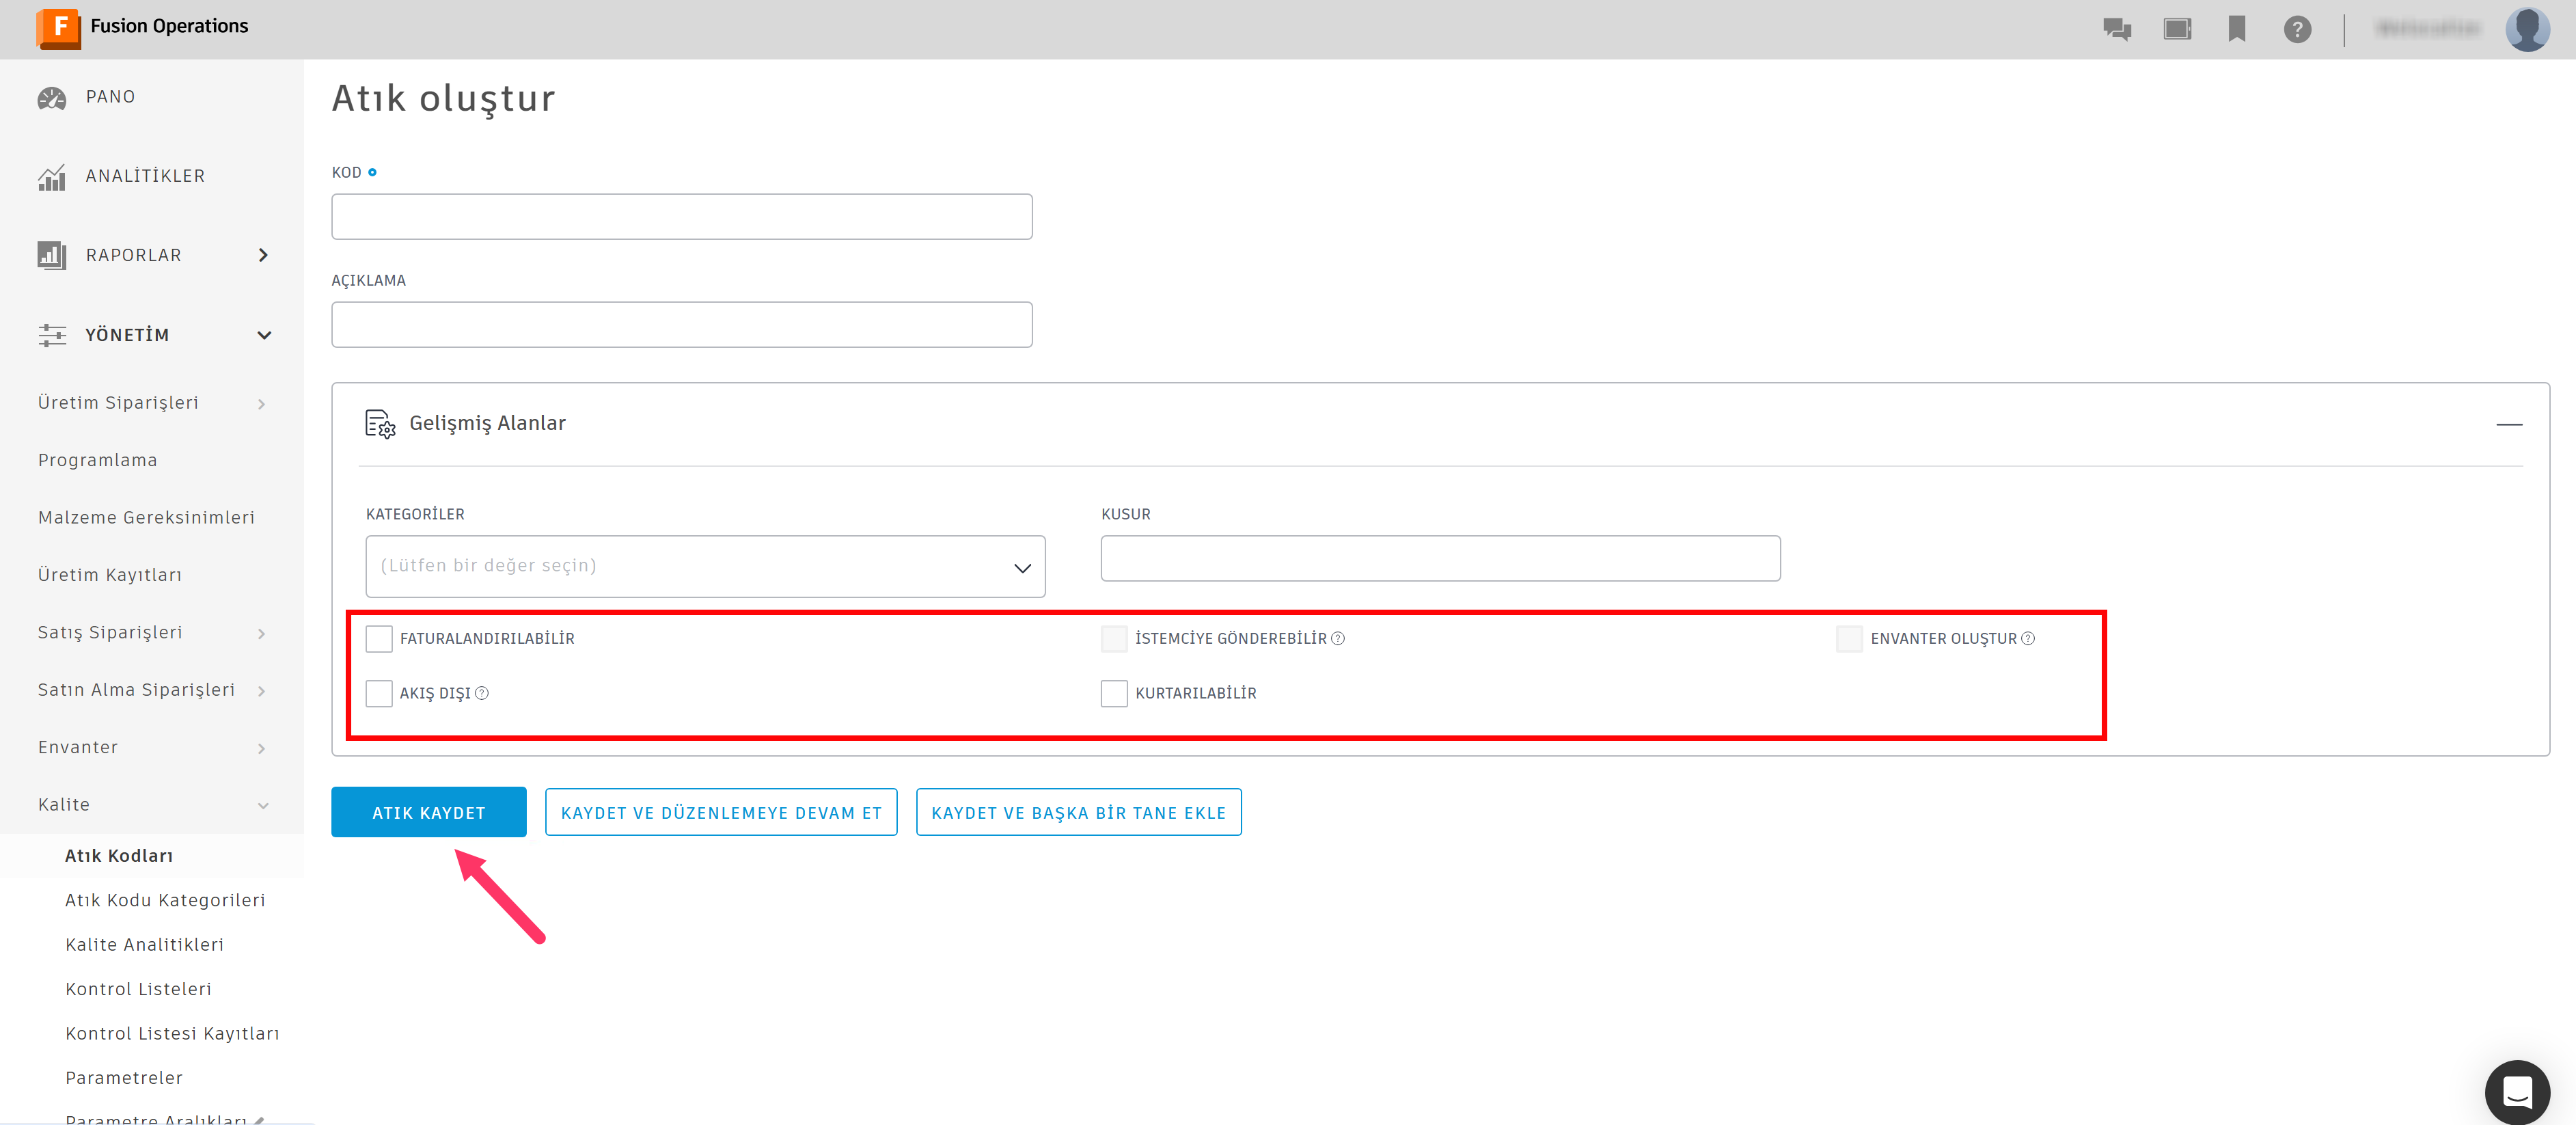 Fusion Operations
PANO
ANALİTİKLER
RAPORLAR
YÖNETİM
Üretim Siparişleri
Programlama
Malzeme Gereksinimleri
Üretim Kayıtları
Satış Siparişleri
Satın Alma Siparişleri
Envanter
Kalite
Atık Kodları
Atık Kodu Kategorileri
Kalite Analitikleri
Kontrol Listeleri
Kontrol Listesi Kayıtları
Parametreler
Parametre Aralıkları
Atık oluştur
KOD
AÇIKLAMA
Gelişmiş Alanlar
KATEGORİLER
(Lütfen bir değer seçin)
KUSUR
FATURALANDIRILABİLİR
İSTEMCİYE GÖNDEREBİLİR
ENVANTER OLUŞTUR
AKIŞ DIŞI
KURTARILABİLİR
ATIK KAYDET
KAYDET VE DÜZENLEMEYE DEVAM ET
KAYDET VE BAŞKA BİR TANE EKLE